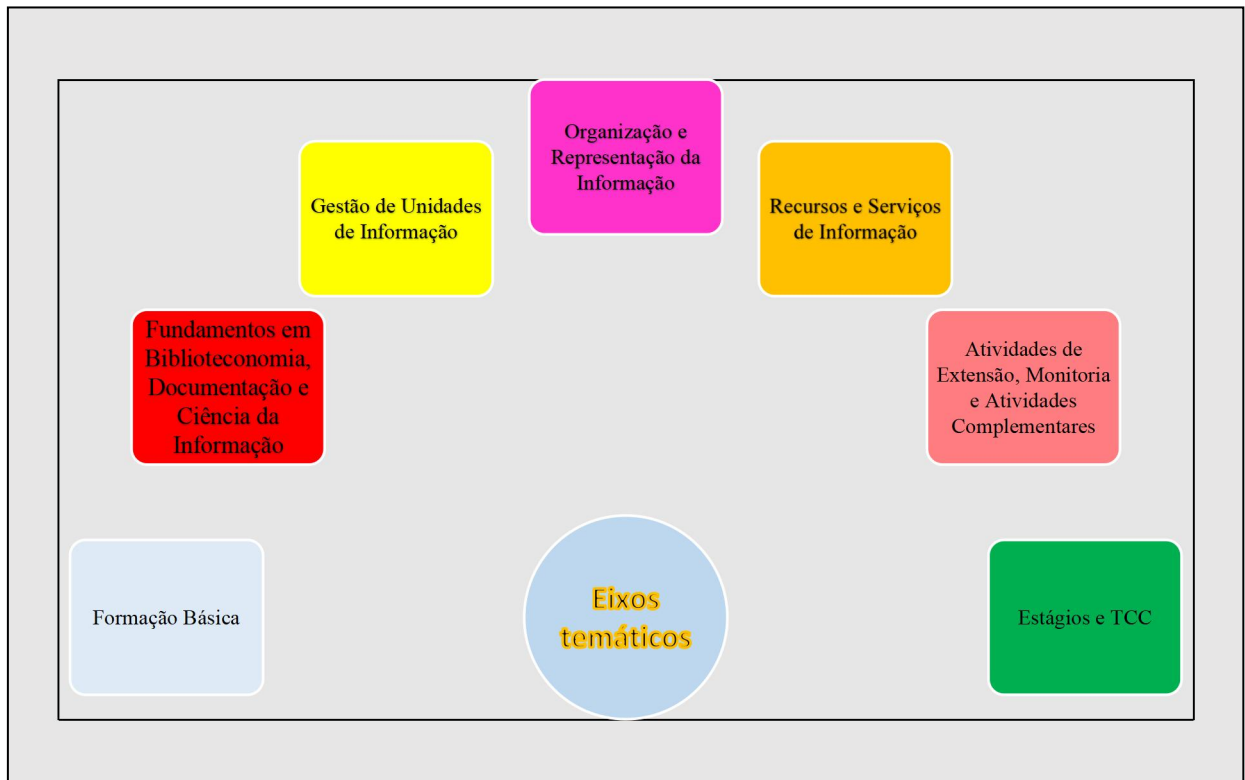 Organização e
Representação da
Informação
Gestão de Unidades
de Informação
Recursos e Serviços
de Informação
Fundamentos em
Biblioteconomia,
Documentação e
Ciência da
Informação
Atividades de
Extensão, Monitoria
e Atividades
Complementares
Formação Básica
Eixos
temáticos
Estágios e TCC